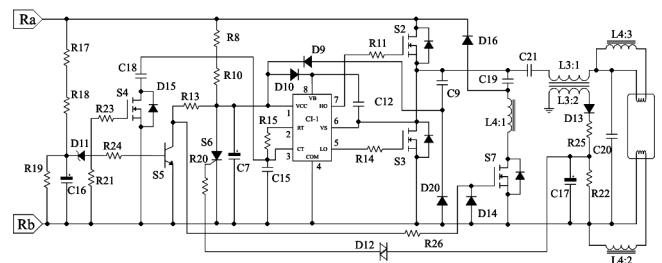 Ra
R17
R8
R11
S2
D16
L4:3
D9
C21
L3:1
C18
R18
R10
D10
C19
D15
S4
R13
8
VB
7
VCC
HO
CI-1
C12
C9
L3:2
R23
1
R15
RT
VS
6
L4:1
D13
D11
R24
S6
2
CT
LO
5
R25
C20
R19
R20
3
COM
R14
S3
S7
S5
C7
C15
4
C16
R21
D20
D14
C17
R22
Rb
D12
R26
L4:2